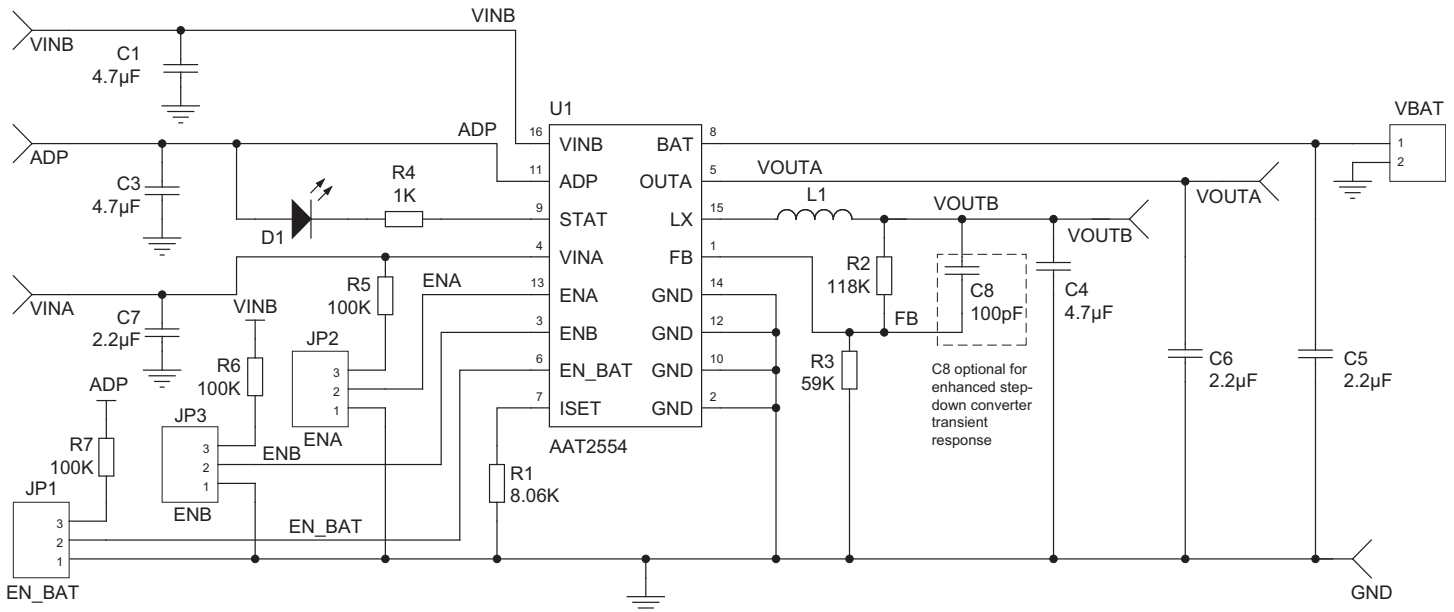 VINB
VINB
C1
4.7µF
ADP
ADP
C3
4.7µF
D1
R4
1K
VINA
C7
2.2µF
VINB
R6
100K
R5
100K
ENA
JP2
3
2
1
ENA
JP3
3
2
1
ENB
ENB
ADP
R7
100K
JP1
3
2
1
EN_BAT
EN_BAT
R1
8.06K
U1
16 VINB BAT 8
11 ADP OUTA 5
9 STAT LX 15
4 VINA FB 1
13 ENA GND 14
3 ENB GND 12
6 EN_BAT GND 10
7 ISET GND 2
AAT2554
VOUTA
VOUTA
L1
VOUTB
VOUTB
R2
118K
FB
C8
100pF
C8 optional for
enhanced step-
down converter
transient
response
R3
59K
C4
4.7µF
C6
2.2µF
C5
2.2µF
VBAT
1
2
GND